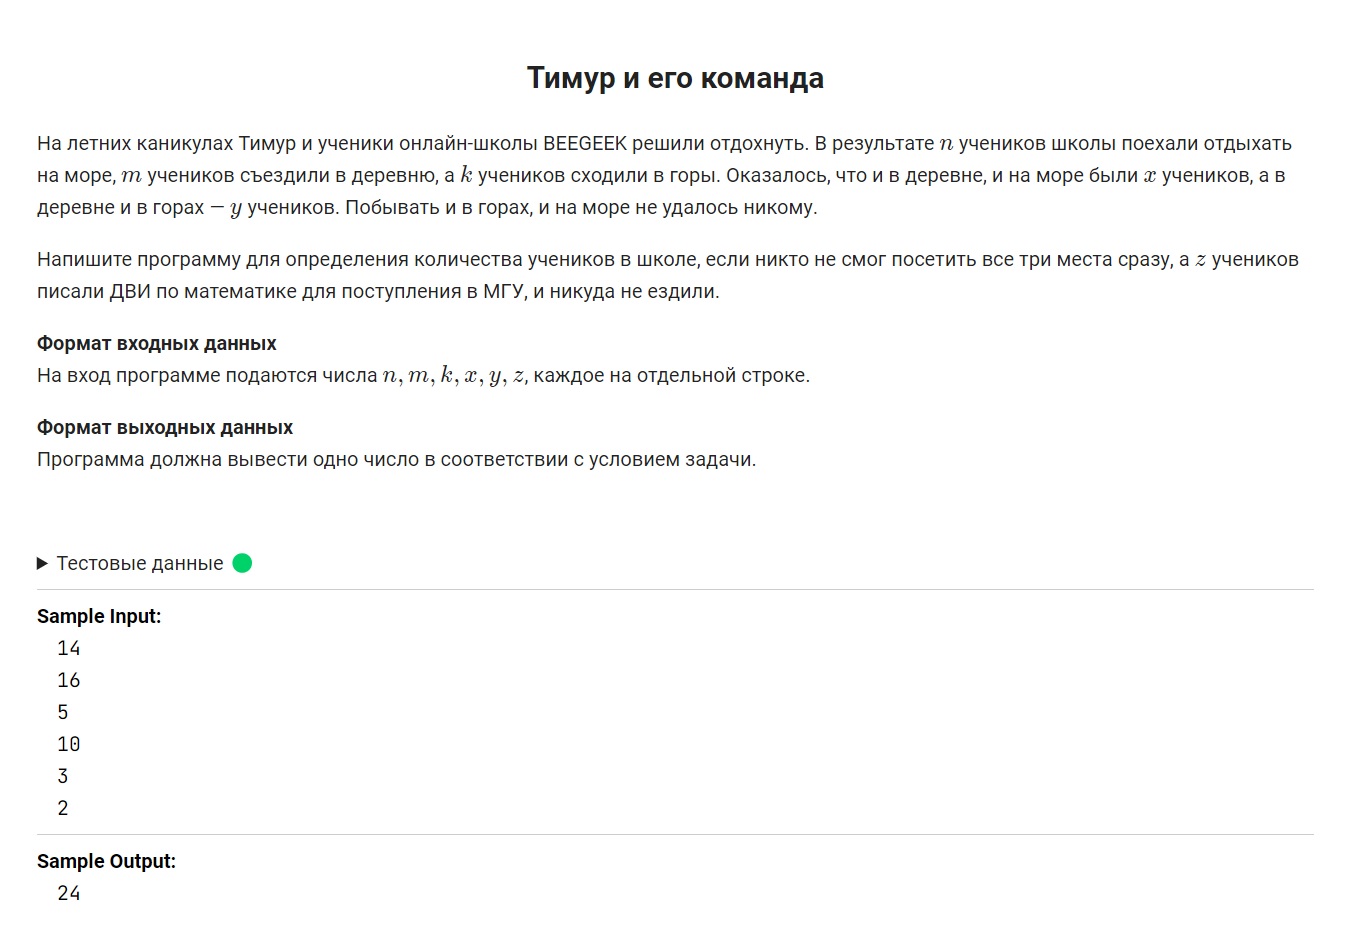 Тимур и его команда
На летних каникулах Тимур и ученики онлайн-школы BEEGEEK решили отдохнуть. В результате n учеников школы поехали отдыхать
на море, m учеников съездили в деревню, а k учеников сходили в горы. Оказалось, что и в деревне, и на море были x учеников, а в
деревне и в горах – y учеников. Побывать и в горах, и на море не удалось никому.
Напишите программу для определения количества учеников в школе, если никто не смог посетить все три места сразу, а z учеников
писали ДВИ по математике для поступления в МГУ, и никуда не ездили.
Формат входных данных
На вход программе подаются числа n, m, k, x, y, z, каждое на отдельной строке.
Формат выходных данных
Программа должна вывести одно число в соответствии с условием задачи.
Тестовые данные
Sample Input:
14
16
5
10
3
2
Sample Output:
24